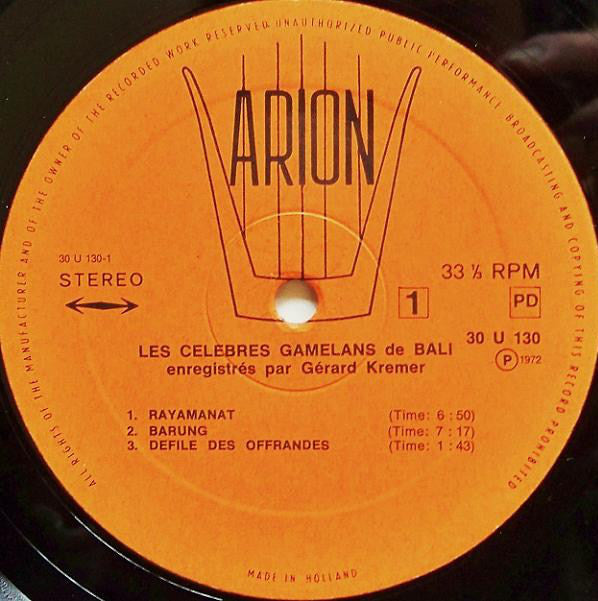 ALL RIGHTS OF THE MANUFACTURER AND OF THE OWNER OF THE RECORDED WORK RESERVED UNAUTHORIZED PUBLIC PERFORMANCE BROADCASTING AND COPYING OF THIS RECORD PROHIBITED
ARION
30 U 130-1
STEREO
33 ⅓ RPM
1
PD
30 U 130
LES CELEBRES GAMELANS de BALI
Ⓟ 1972
enregistrés par Gérard Kremer
1. RAYAMANAT (Time: 6 : 50)
2. BARUNG (Time: 7 : 17)
3. DEFILE DES OFFRANDES (Time: 1 : 43)
MADE IN HOLLAND